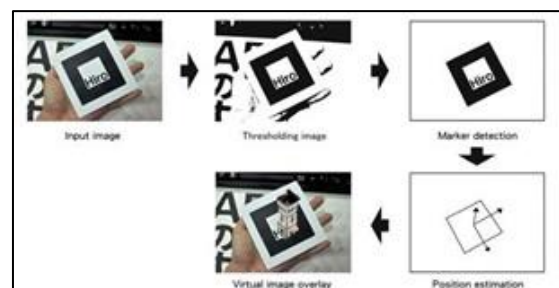 Hiro
Hiro
Hiro
Input image
Thresholding image
Marker detection
Virtual image overlay
Position estimation